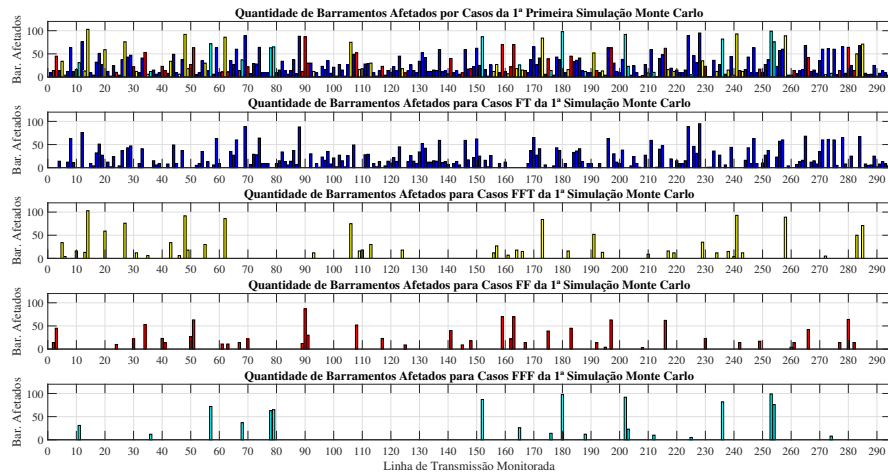 Quantidade de Barramentos Afetados por Casos da 1ª Primeira Simulação Monte Carlo
Bar. Afetados
100
50
0
0 10 20 30 40 50 60 70 80 90 100 110 120 130 140 150 160 170 180 190 200 210 220 230 240 250 260 270 280 290
Quantidade de Barramentos Afetados para Casos FT da 1ª Simulação Monte Carlo
Bar. Afetados
100
50
0
0 10 20 30 40 50 60 70 80 90 100 110 120 130 140 150 160 170 180 190 200 210 220 230 240 250 260 270 280 290
Quantidade de Barramentos Afetados para Casos FFT da 1ª Simulação Monte Carlo
Bar. Afetados
100
50
0
0 10 20 30 40 50 60 70 80 90 100 110 120 130 140 150 160 170 180 190 200 210 220 230 240 250 260 270 280 290
Quantidade de Barramentos Afetados para Casos FF da 1ª Simulação Monte Carlo
Bar. Afetados
100
50
0
0 10 20 30 40 50 60 70 80 90 100 110 120 130 140 150 160 170 180 190 200 210 220 230 240 250 260 270 280 290
Quantidade de Barramentos Afetados para Casos FFF da 1ª Simulação Monte Carlo
Bar. Afetados
100
50
0
0 10 20 30 40 50 60 70 80 90 100 110 120 130 140 150 160 170 180 190 200 210 220 230 240 250 260 270 280 290
Linha de Transmissão Monitorada